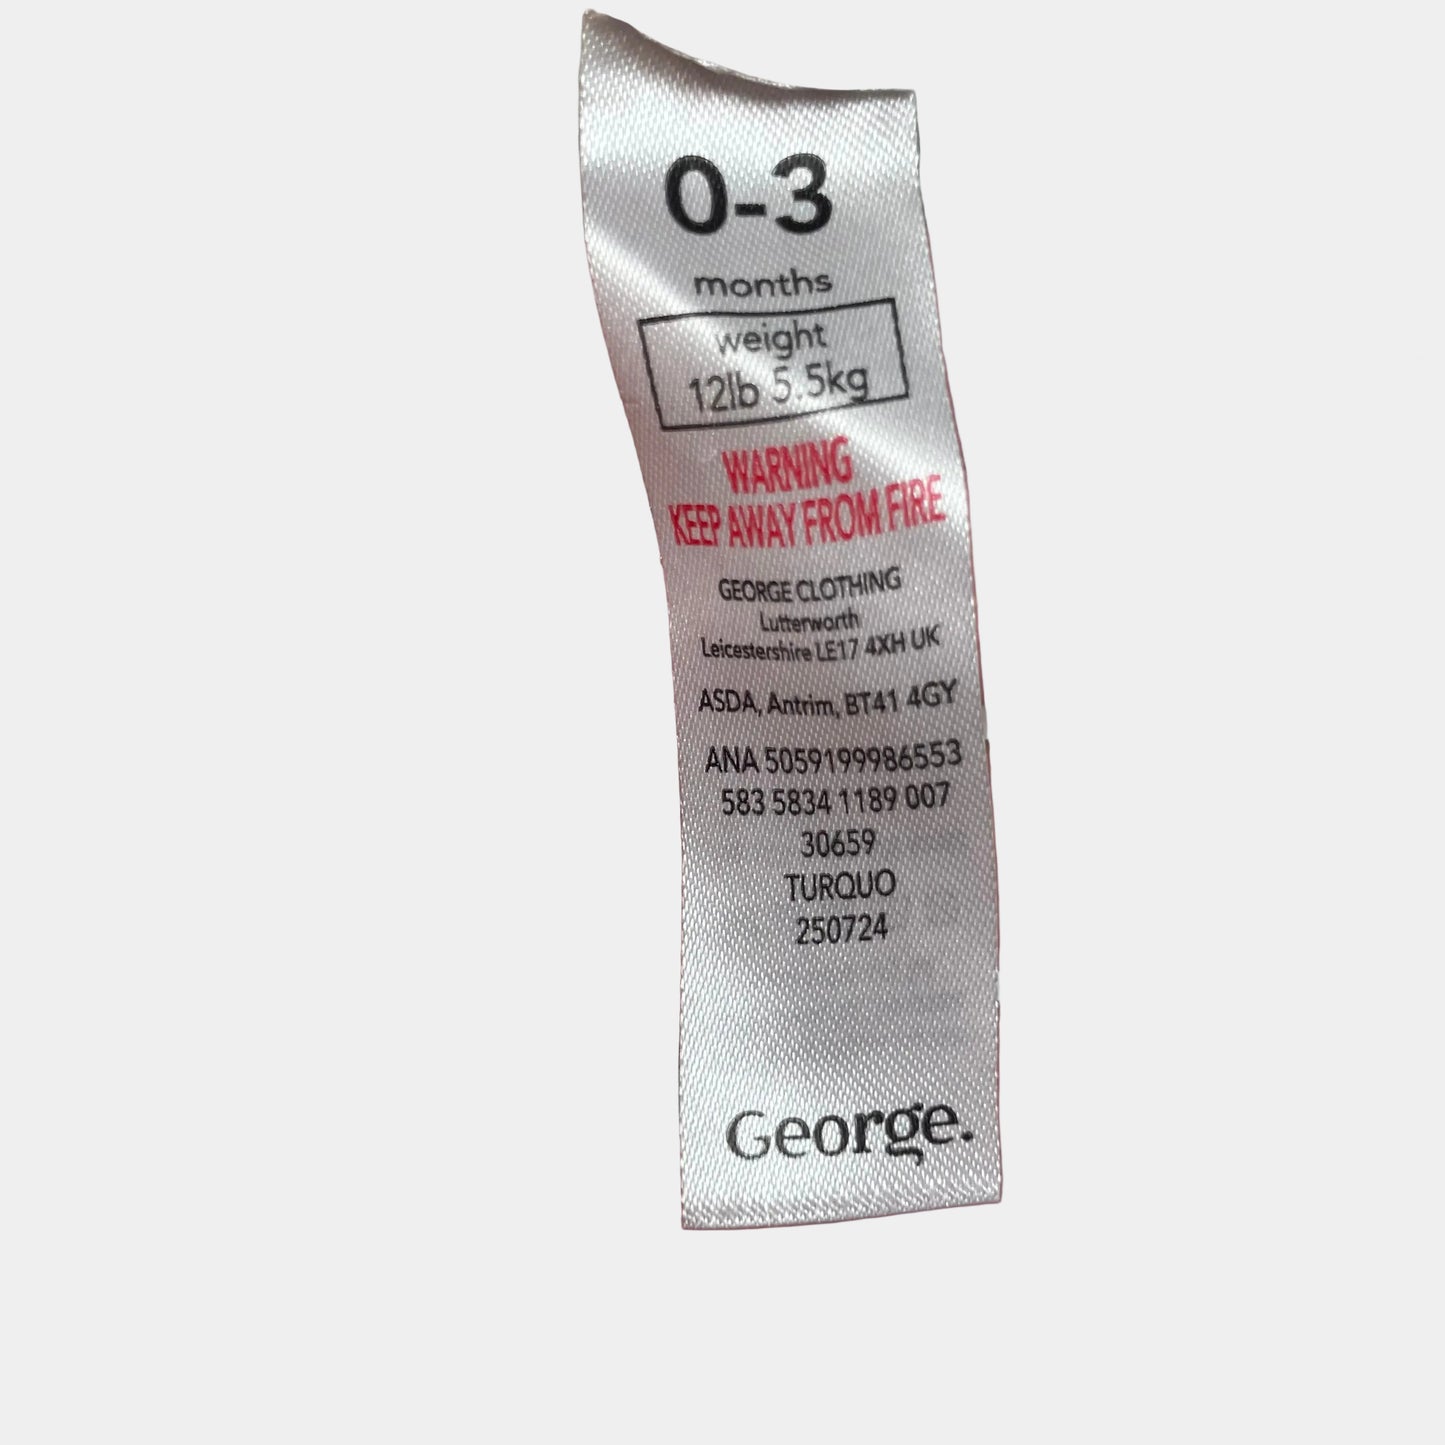 0-3
months
weight
12lb 5.5kg
WARNING
KEEP AWAY FROM FIRE
GEORGE CLOTHING
Lutterworth
Leicestershire LE17 4XH UK
ASDA, Antrim, BT41 4GY
ANA 5059199986553
583 5834 1189 007
30659
TURQUO
250724
George.